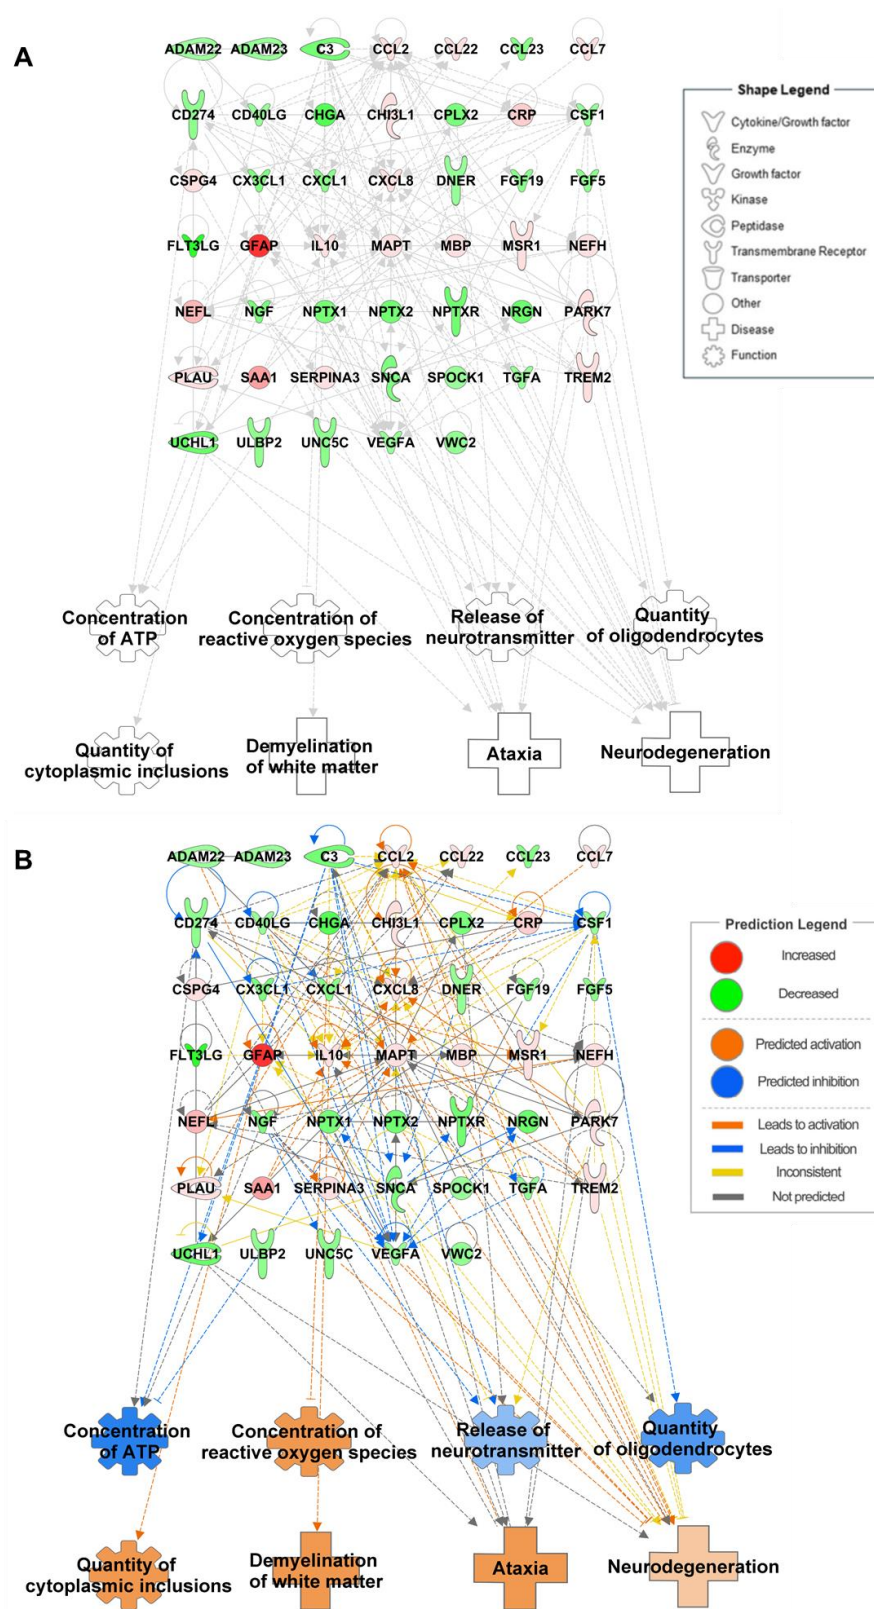 A
ADAM22 ADAM23 C3 CCL2 CCL22 CCL23 CCL7
CD274 CD40LG CHGA CHI3L1 CPLX2 CRP CSF1
CSPG4 CX3CL1 CXCL1 CXCL8 DNER FGF19 FGF5
FLT3LG GFAP IL10 MAPT MBP MSR1 NEFH
NEFL NGF NPTX1 NPTX2 NPTXR NRGN PARK7
PLAU SAA1 SERPINA3 SNCA SPOCK1 TGFA TREM2
UCHL1 ULBP2 UNC5C VEGFA VWC2
Shape Legend
Cytokine/Growth factor
Enzyme
Growth factor
Kinase
Peptidase
Transmembrane Receptor
Transporter
Other
Disease
Function
Concentration
of ATP
Concentration of
reactive oxygen species
Release of
neurotransmitter
Quantity
of oligodendrocytes
Quantity of
cytoplasmic inclusions
Demyelination
of white matter
Ataxia
Neurodegeneration
B
ADAM22 ADAM23 C3 CCL2 CCL22 CCL23 CCL7
CD274 CD40LG CHGA CHI3L1 CPLX2 CRP CSF1
CSPG4 CX3CL1 CXCL1 CXCL8 DNER FGF19 FGF5
FLT3LG GFAP IL10 MAPT MBP MSR1 NEFH
NEFL NGF NPTX1 NPTX2 NPTXR NRGN PARK7
PLAU SAA1 SERPINA3 SNCA SPOCK1 TGFA TREM2
UCHL1 ULBP2 UNC5C VEGFA VWC2
Prediction Legend
Increased
Decreased
Predicted activation
Predicted inhibition
Leads to activation
Leads to inhibition
Inconsistent
Not predicted
Concentration
of ATP
Concentration of
reactive oxygen species
Release of
neurotransmitter
Quantity
of oligodendrocytes
Quantity of
cytoplasmic inclusions
Demyelination
of white matter
Ataxia
Neurodegeneration